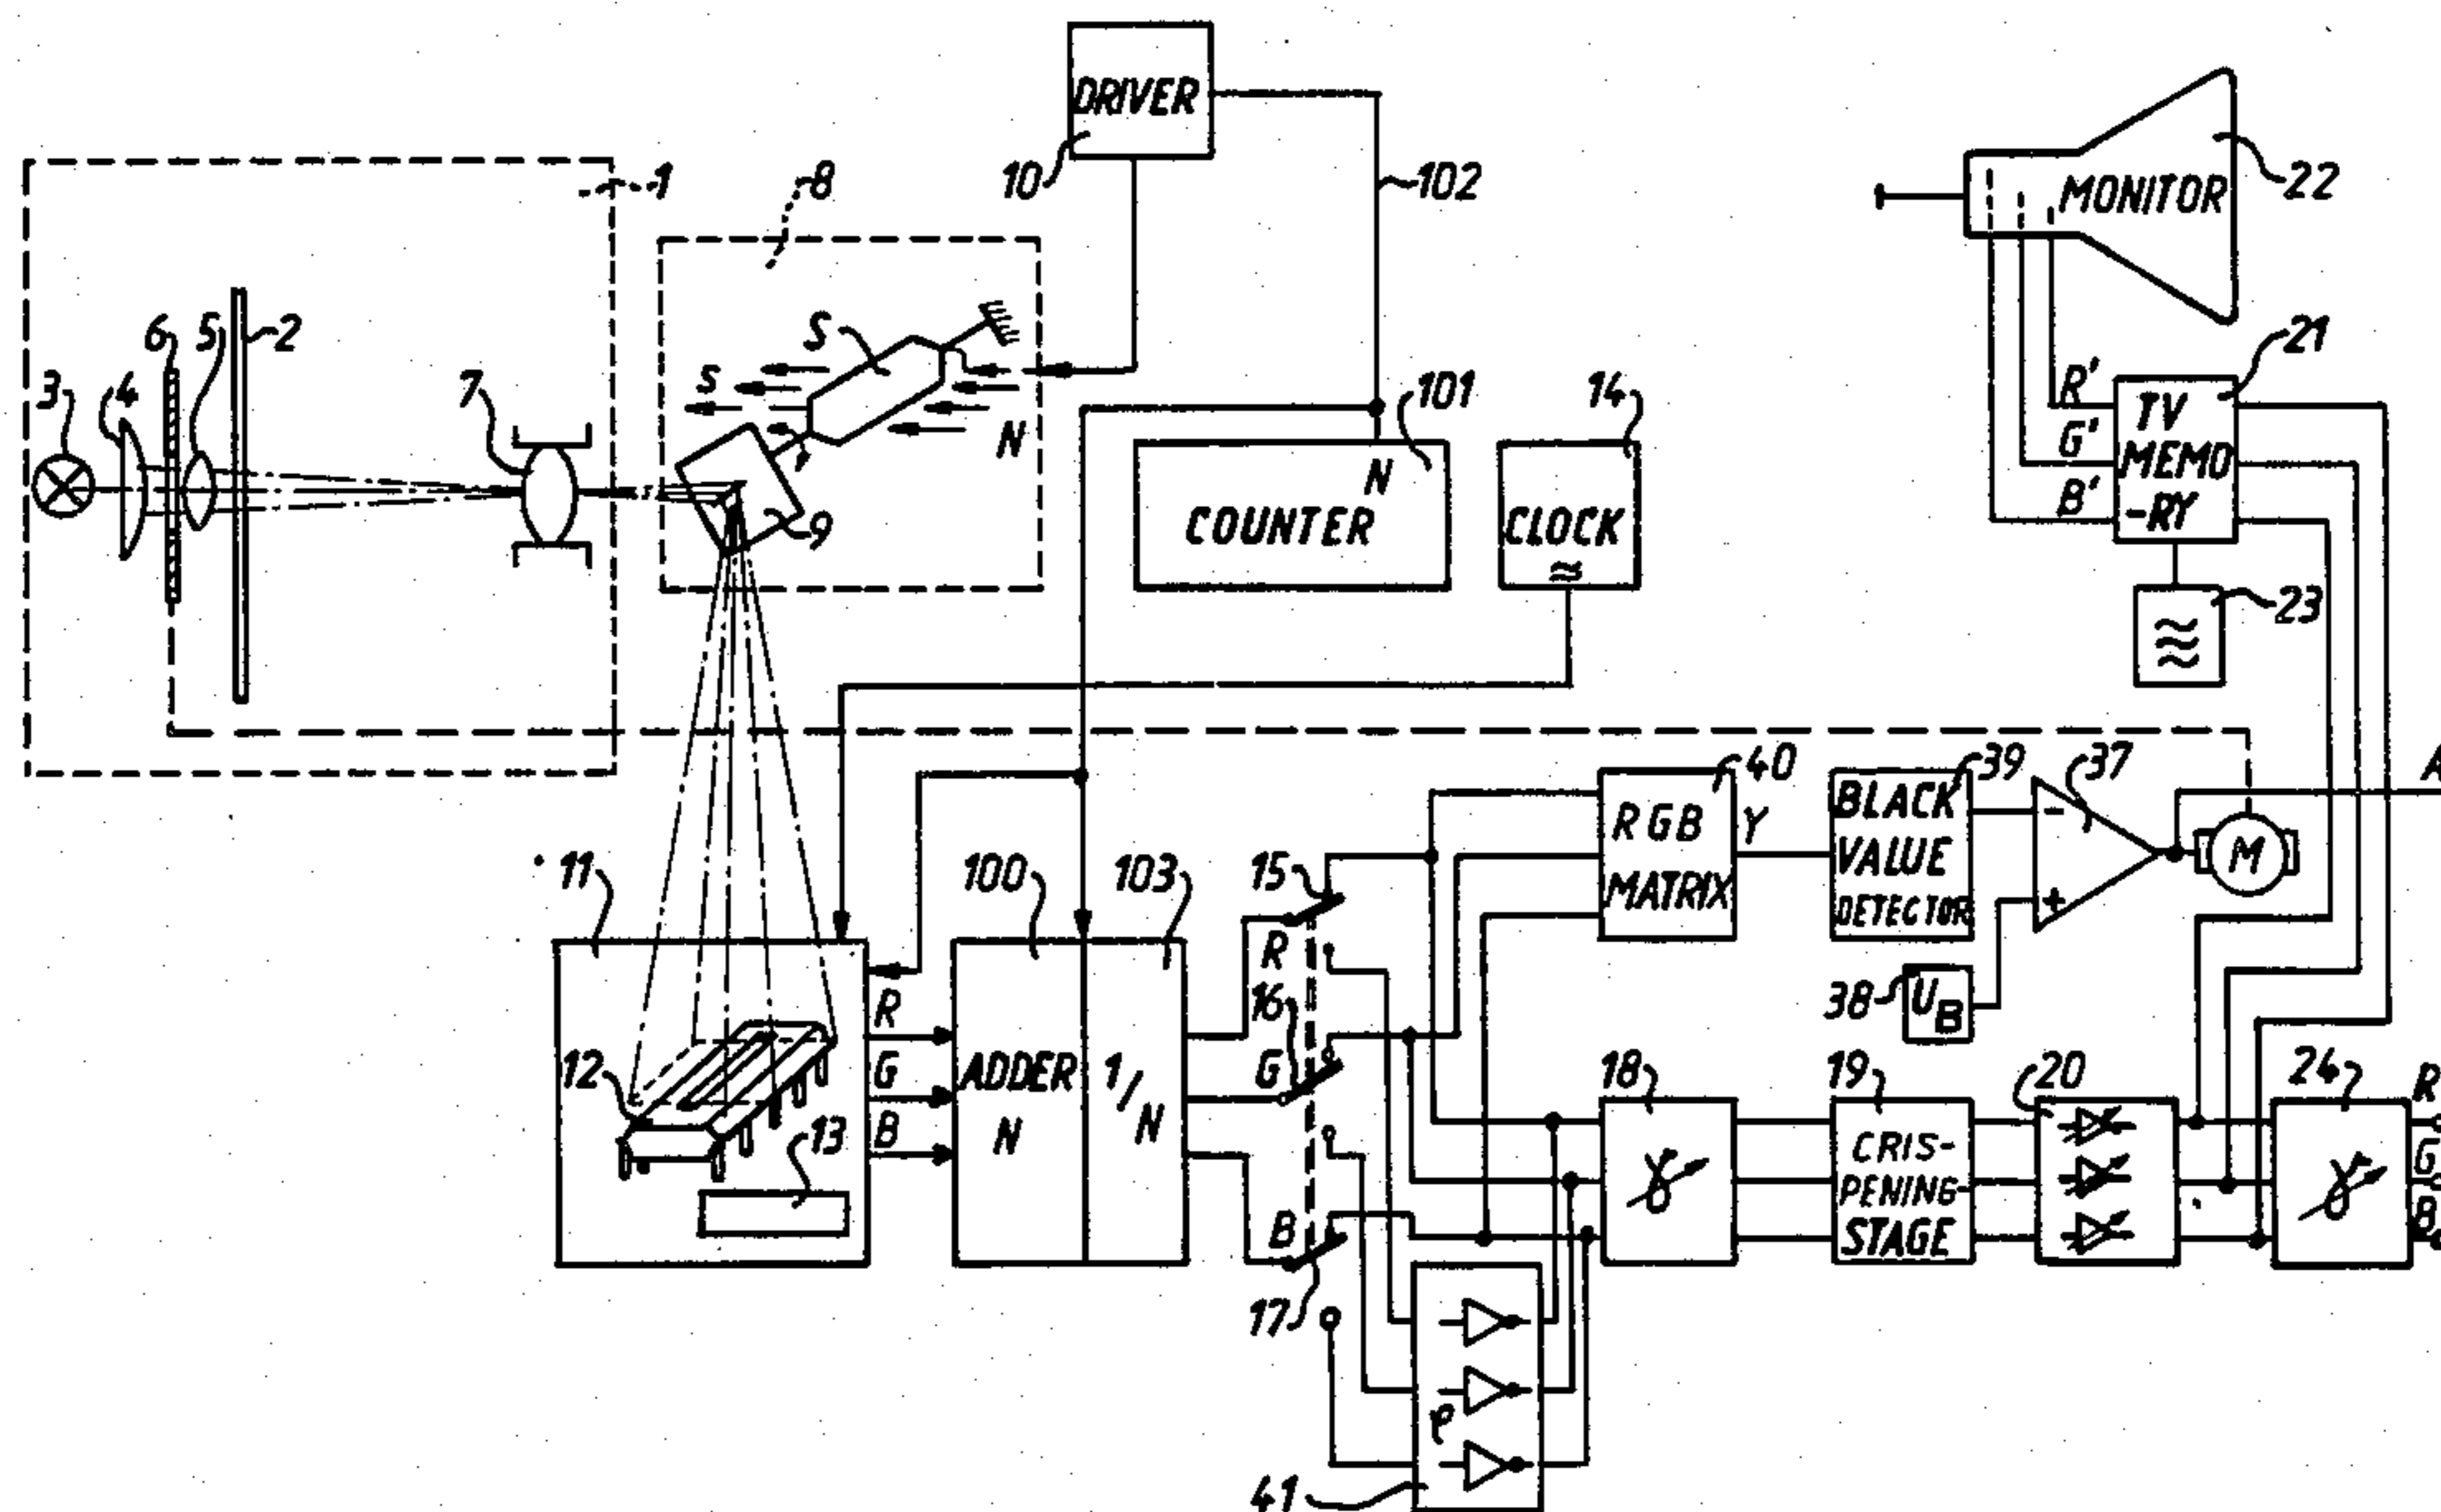 DRIVER
10
102
1
8
MONITOR
22
6
5
2
3
4
7
S
s
N
9
101
N
COUNTER
14
CLOCK
≈
21
R'
G'
B'
TV
MEMO
-RY
23
11
12
13
R
G
B
100
103
ADDER
N
1/N
15
R
16
G
B
17
40
RGB
MATRIX
Y
39
BLACK
VALUE
DETECTOR
37
-
+
M
A
38
UB
18
γ
19
CRIS-
PENING-
STAGE
20
24
γ
R
G
B
φ
41